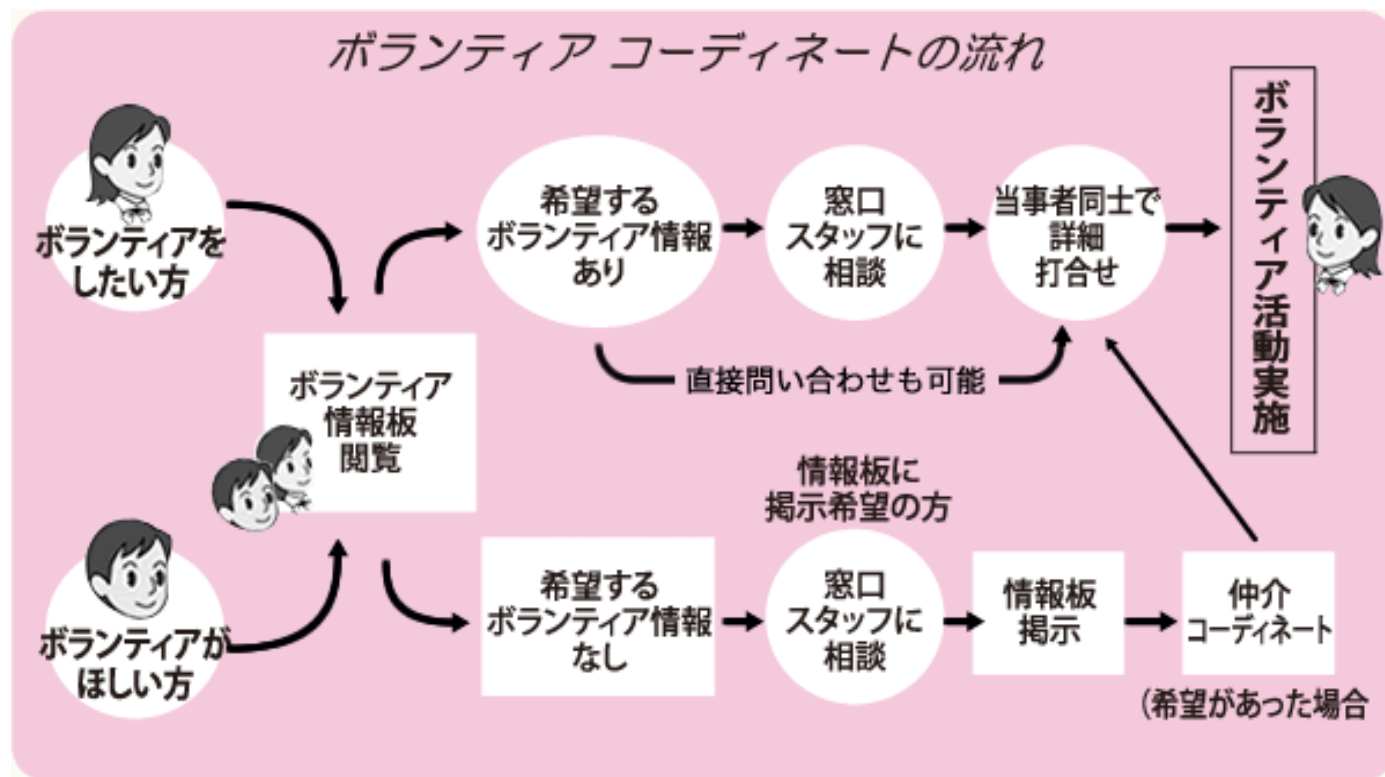 ボランティア コーディネートの流れ
ボランティアを
したい方
ボランティアが
ほしい方
ボランティア
情報板
閲覧
希望する
ボランティア情報
あり
窓口
スタッフに
相談
当事者同士で
詳細
打合せ
ボランティア活動実施
直接問い合わせも可能
希望する
ボランティア情報
なし
情報板に
掲示希望の方
窓口
スタッフに
相談
情報板
掲示
仲介
コーディネート
(希望があった場合